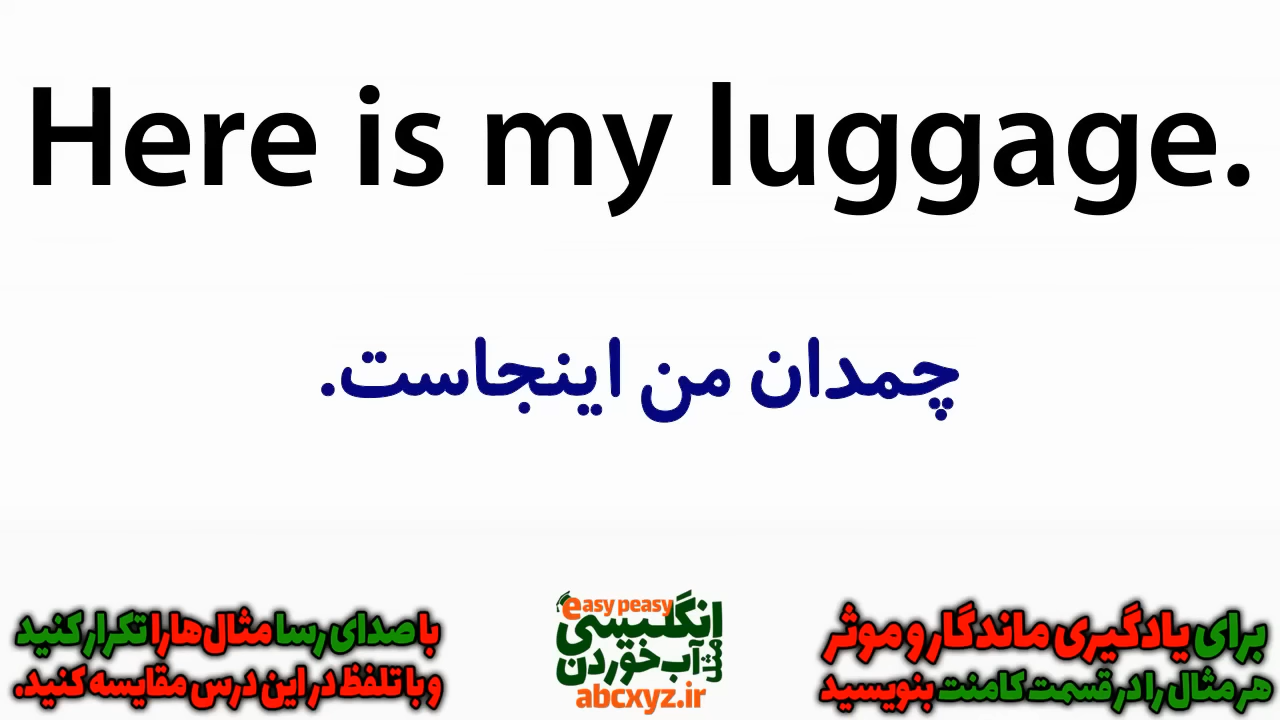 Here is my luggage.
چمدان من اینجاست.
برای یادگیری ماندگار و موثر
هر مثال را در قسمت کامنت بنویسید
easy peasy
انگلیسی
مثل آب خوردن
abcxyz.ir
با صدای رسا مثال‌ها را تکرار کنید
و با تلفظ در این درس مقایسه کنید.